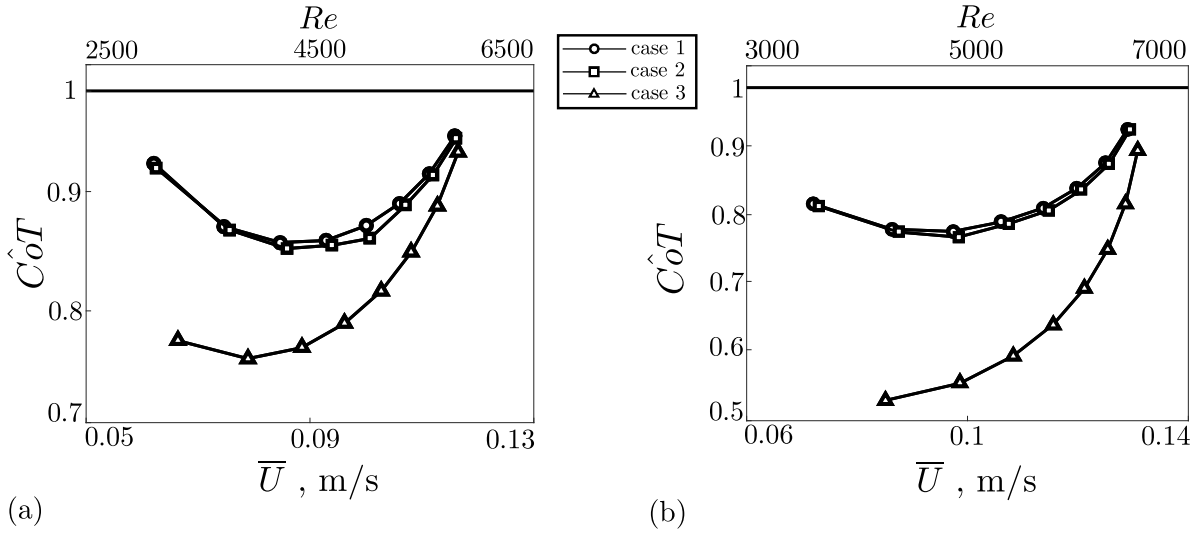 Re
2500 4500 6500
1
0.9
0.8
0.7
CôT
0.05 0.09 0.13
U̅ , m/s
(a)
case 1
case 2
case 3
Re
3000 5000 7000
1
0.9
0.8
0.7
0.6
0.5
CôT
0.06 0.1 0.14
U̅ , m/s
(b)